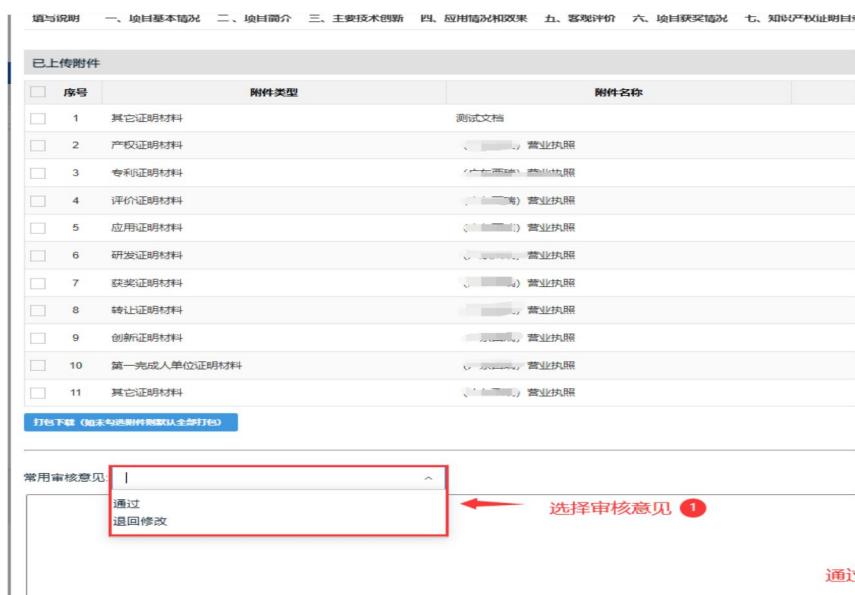 填写说明 一、项目基本情况 二、项目简介 三、主要技术创新 四、应用情况和效果 五、客观评价 六、项目获奖情况 七、知识产权证明目
已上传附件
序号 附件类型 附件名称
1 其它证明材料 测试文档
2 产权证明材料 营业执照
3 专利证明材料 营业执照
4 评价证明材料 营业执照
5 应用证明材料 营业执照
6 研发证明材料 营业执照
7 获奖证明材料 营业执照
8 转让证明材料 营业执照
9 创新证明材料 营业执照
10 第一完成人单位证明材料 营业执照
11 其它证明材料 营业执照
打包下载（如未勾选附件则默认全部打包）
常用审核意见:
通过
退回修改
选择审核意见 1
通过